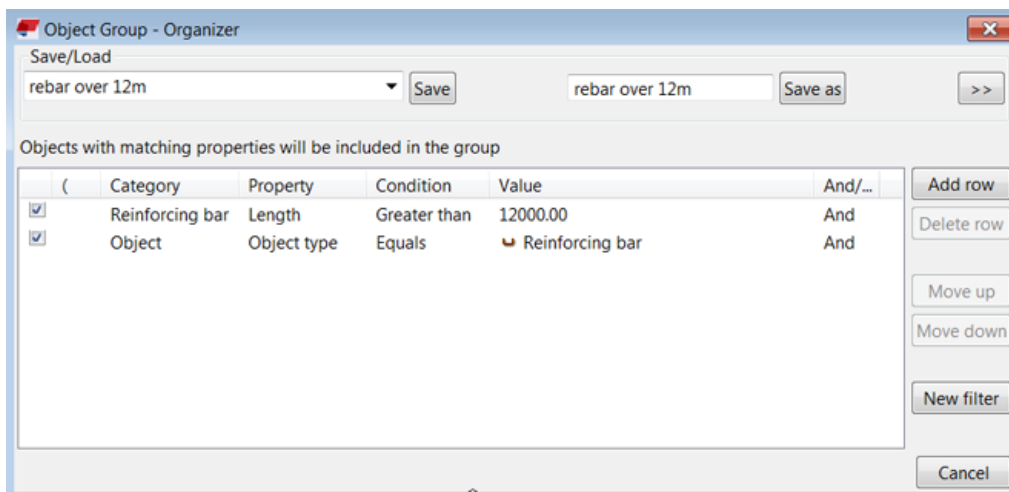 Object Group - Organizer
Save/Load
rebar over 12m Save rebar over 12m Save as >>
Objects with matching properties will be included in the group
( Category Property Condition Value And/... Add row
Reinforcing bar Length Greater than 12000.00 And
Delete row
Object Object type Equals Reinforcing bar And
Move up
Move down
New filter
Cancel